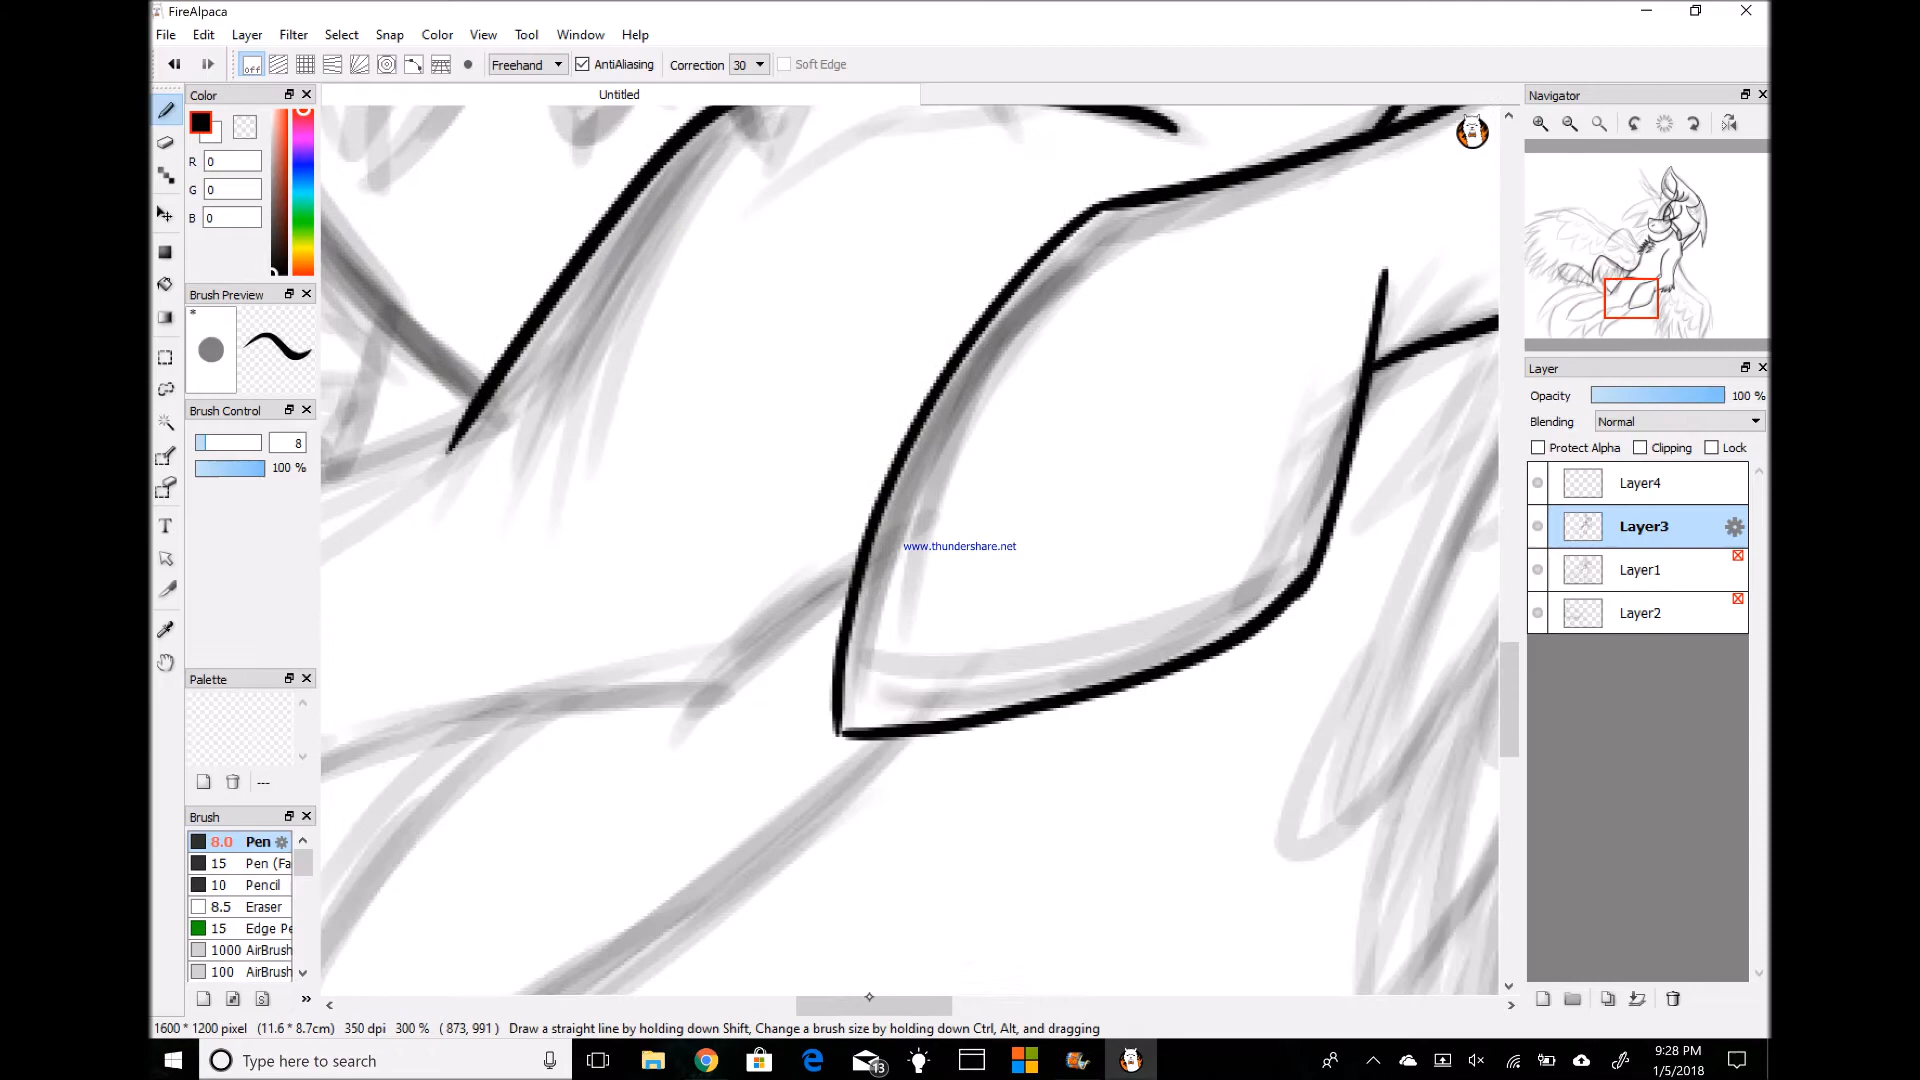 FireAlpaca
File Edit Layer Filter Select Snap Color View Tool Window Help
off Freehand AntiAliasing Correction 30 Soft Edge
Color
Untitled
Navigator
R 0
G 0
B 0
Brush Preview
*
Brush Control
8
100 %
Layer
Opacity 100 %
Blending Normal
Protect Alpha Clipping Lock
Layer4
Layer3
Layer1
Layer2
www.thundershare.net
Palette
---
Brush
8.0 Pen
15 Pen (Fa
10 Pencil
8.5 Eraser
15 Edge Pe
1000 AirBrush
100 AirBrush
1600 * 1200 pixel (11.6 * 8.7cm) 350 dpi 300 % ( 873, 991 ) Draw a straight line by holding down Shift, Change a brush size by holding down Ctrl, Alt, and dragging
Type here to search
13
9:28 PM
1/5/2018